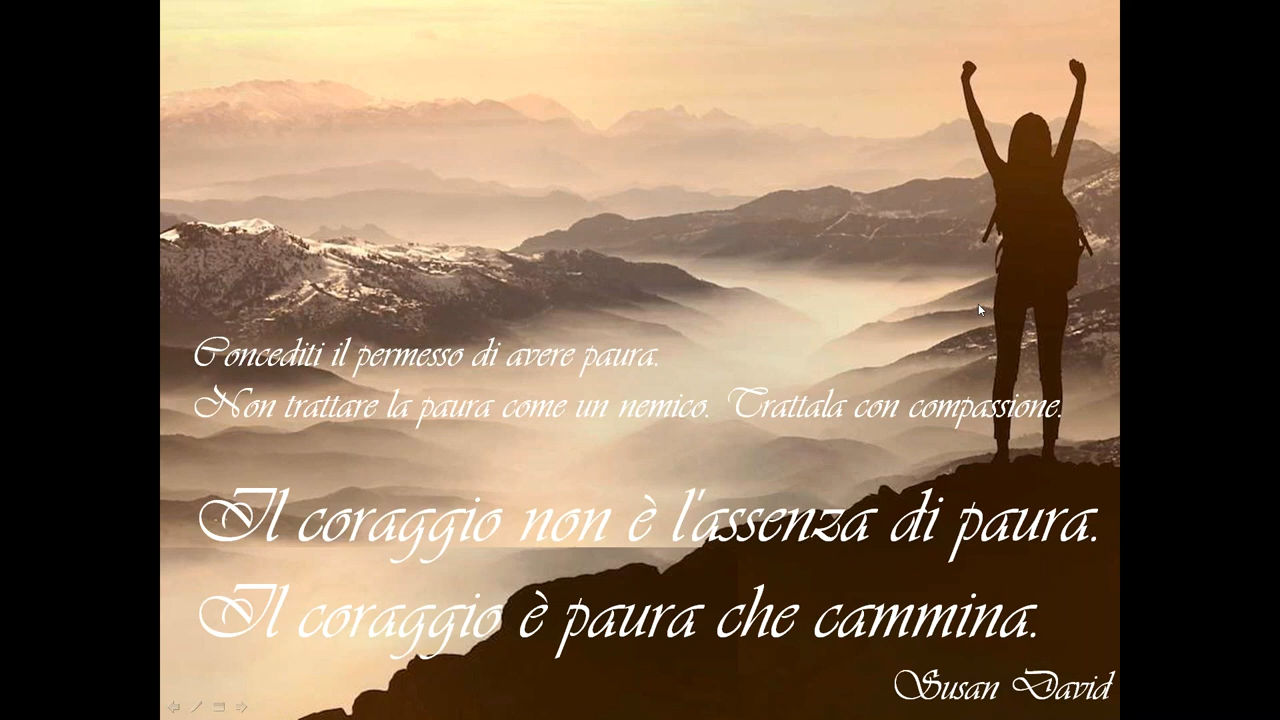 Concediti il permesso di avere paura.
Non trattare la paura come un nemico. Trattala con compassione.
Il coraggio non è l'assenza di paura.
Il coraggio è paura che cammina.
Susan David